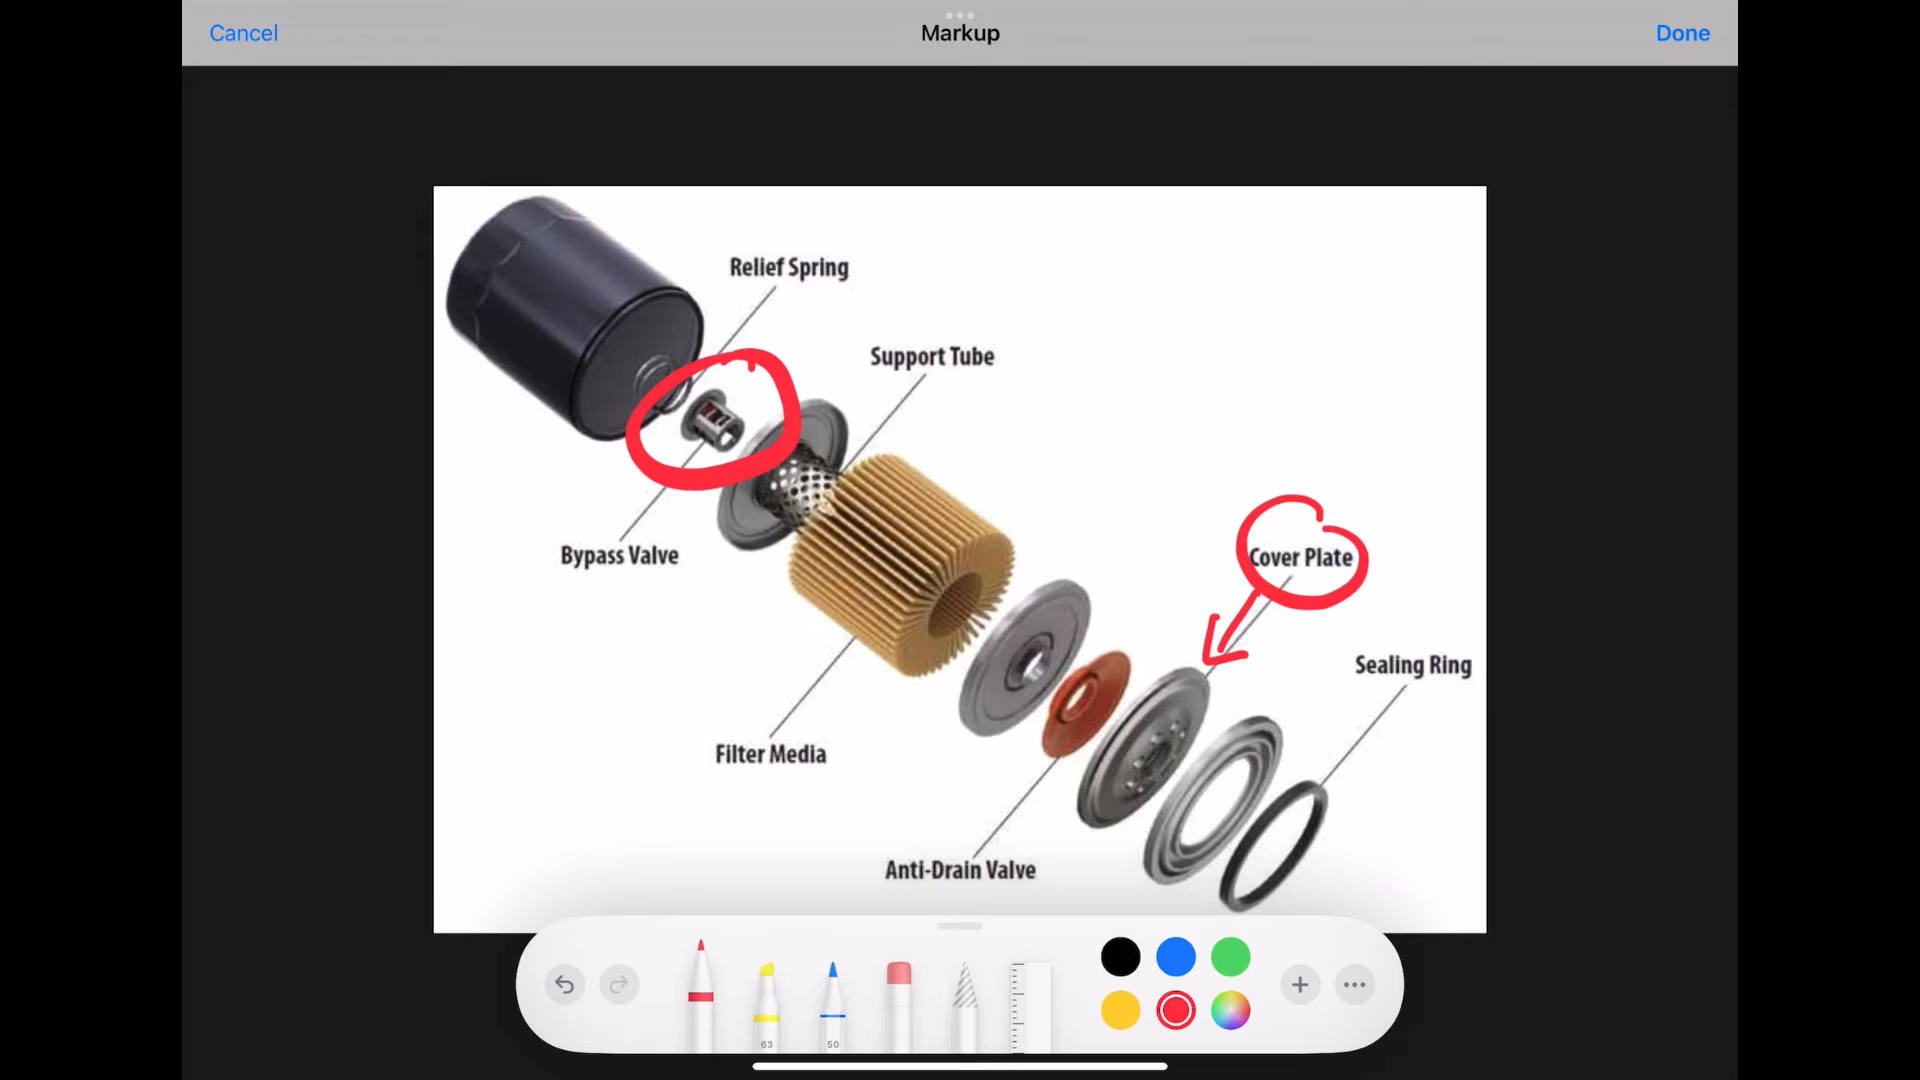 Cancel
Markup
Done
Relief Spring
Support Tube
Bypass Valve
Cover Plate
Sealing Ring
Filter Media
Anti-Drain Valve
63
50